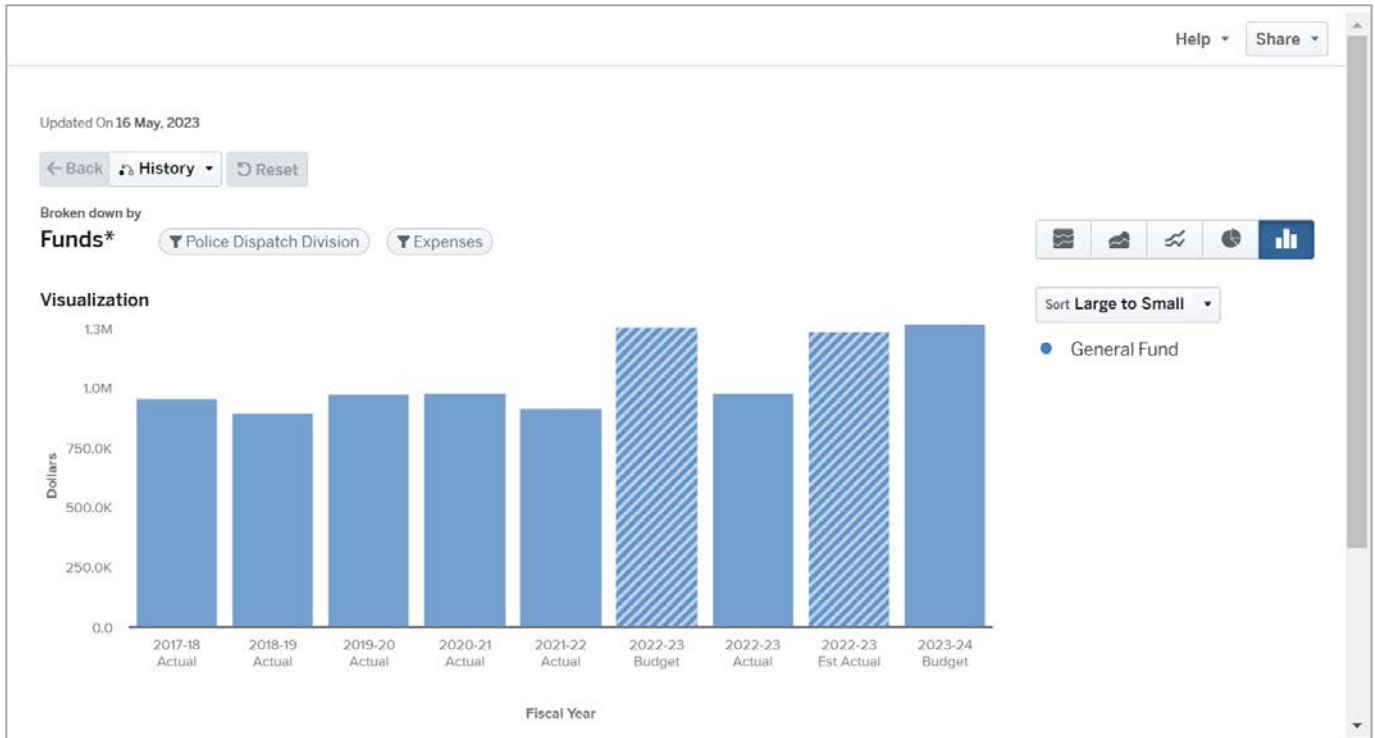 Help Share
Updated On 16 May, 2023
Back History Reset
Broken down by
Funds* Police Dispatch Division Expenses
Visualization
Sort Large to Small
General Fund
1.3M
1.0M
750.0K
500.0K
250.0K
0.0
Dollars
2017-18 Actual
2018-19 Actual
2019-20 Actual
2020-21 Actual
2021-22 Actual
2022-23 Budget
2022-23 Actual
2022-23 Est Actual
2023-24 Budget
Fiscal Year